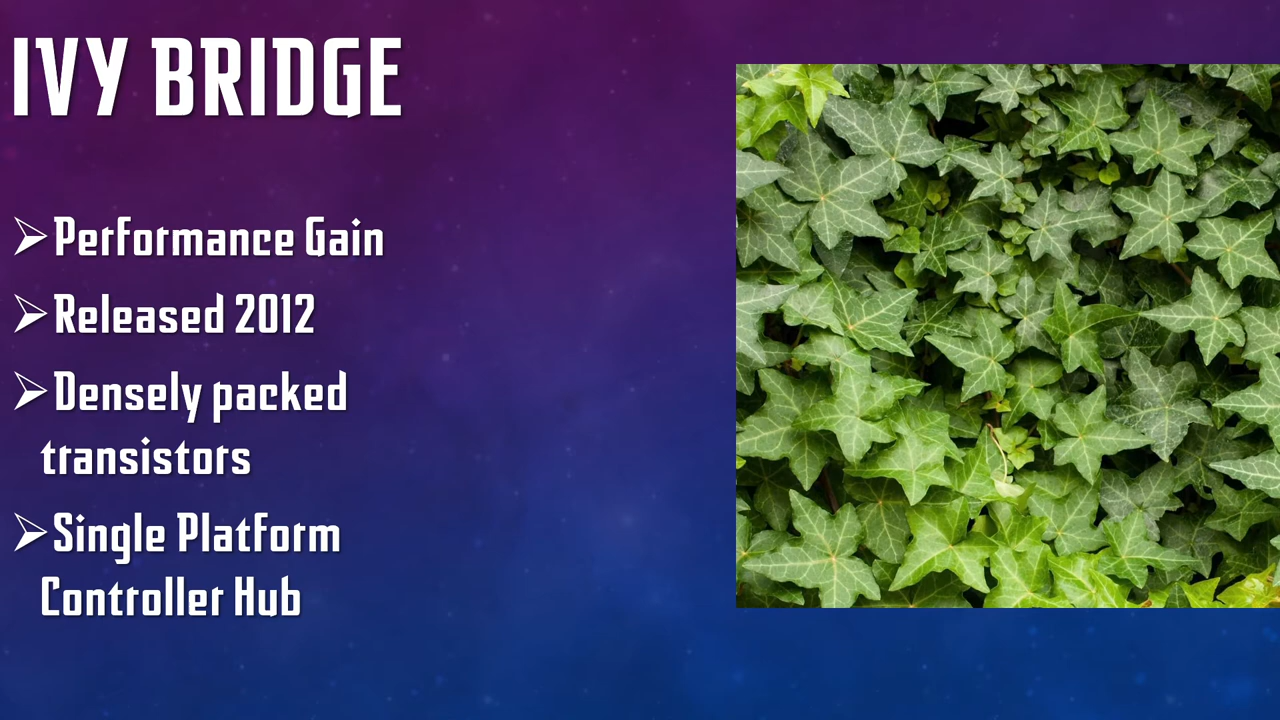 IVY BRIDGE
➢Performance Gain
➢Released 2012
➢Densely packed
transistors
➢Single Platform
Controller Hub